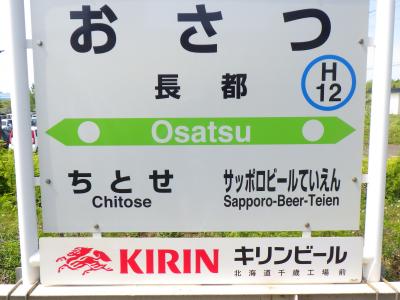 おさつ
長都
H
12
Osatsu
ちとせ
Chitose
サッポロビールていえん
Sapporo-Beer-Teien
KIRIN キリンビール
北海道千歳工場前